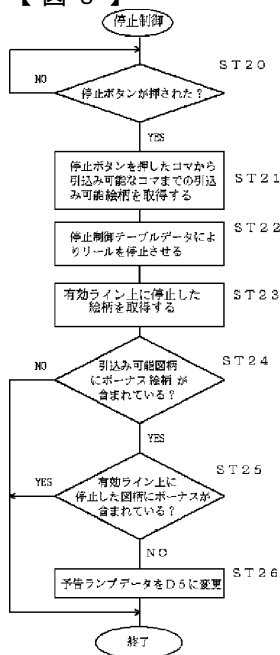 停止制御
ST20
NO
停止ボタンが押された?
YES
停止ボタンを押したコマから
引込み可能なコマまでの引込
み可能絵柄を取得する
ST21
停止制御テーブルデータによ
りリールを停止させる
ST22
有効ライン上に停止した
絵柄を取得する
ST23
ST24
NO
引込み可能図柄
にボーナス絵柄が
含まれている?
YES
ST25
YES
有効ライン上に
停止した図柄にボーナスが
含まれている?
NO
予告ランプデータをD5に変更
ST26
終了